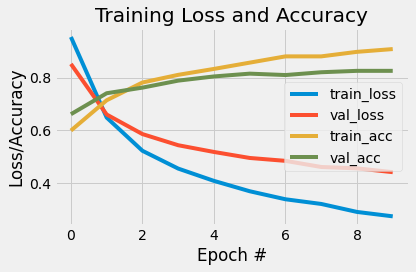 Training Loss and Accuracy
Loss/Accuracy
0.8
0.6
0.4
train_loss
val_loss
train_acc
val_acc
0 2 4 6 8
Epoch #